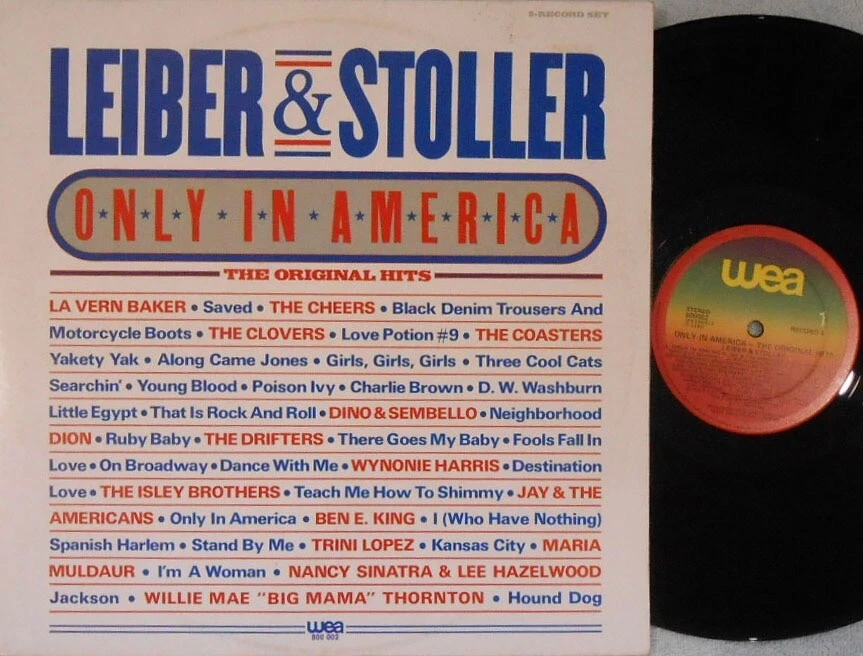 2-RECORD SET
LEIBER & STOLLER
O★N★L★Y★I★N★A★M★E★R★I★C★A
THE ORIGINAL HITS
LA VERN BAKER • Saved • THE CHEERS • Black Denim Trousers And
Motorcycle Boots • THE CLOVERS • Love Potion #9 • THE COASTERS
Yakety Yak • Along Came Jones • Girls, Girls, Girls • Three Cool Cats
Searchin' • Young Blood • Poison Ivy • Charlie Brown • D. W. Washburn
Little Egypt • That Is Rock And Roll • DINO & SEMBELLO • Neighborhood
DION • Ruby Baby • THE DRIFTERS • There Goes My Baby • Fools Fall In
Love • On Broadway • Dance With Me • WYNONIE HARRIS • Destination
Love • THE ISLEY BROTHERS • Teach Me How To Shimmy • JAY & THE
AMERICANS • Only In America • BEN E. KING • I (Who Have Nothing)
Spanish Harlem • Stand By Me • TRINI LOPEZ • Kansas City • MARIA
MULDAUR • I'm A Woman • NANCY SINATRA & LEE HAZELWOOD
Jackson • WILLIE MAE "BIG MAMA" THORNTON • Hound Dog
wea
800 002
wea
STEREO
1
RECORD 1
ONLY IN AMERICA - THE ORIGINAL HITS